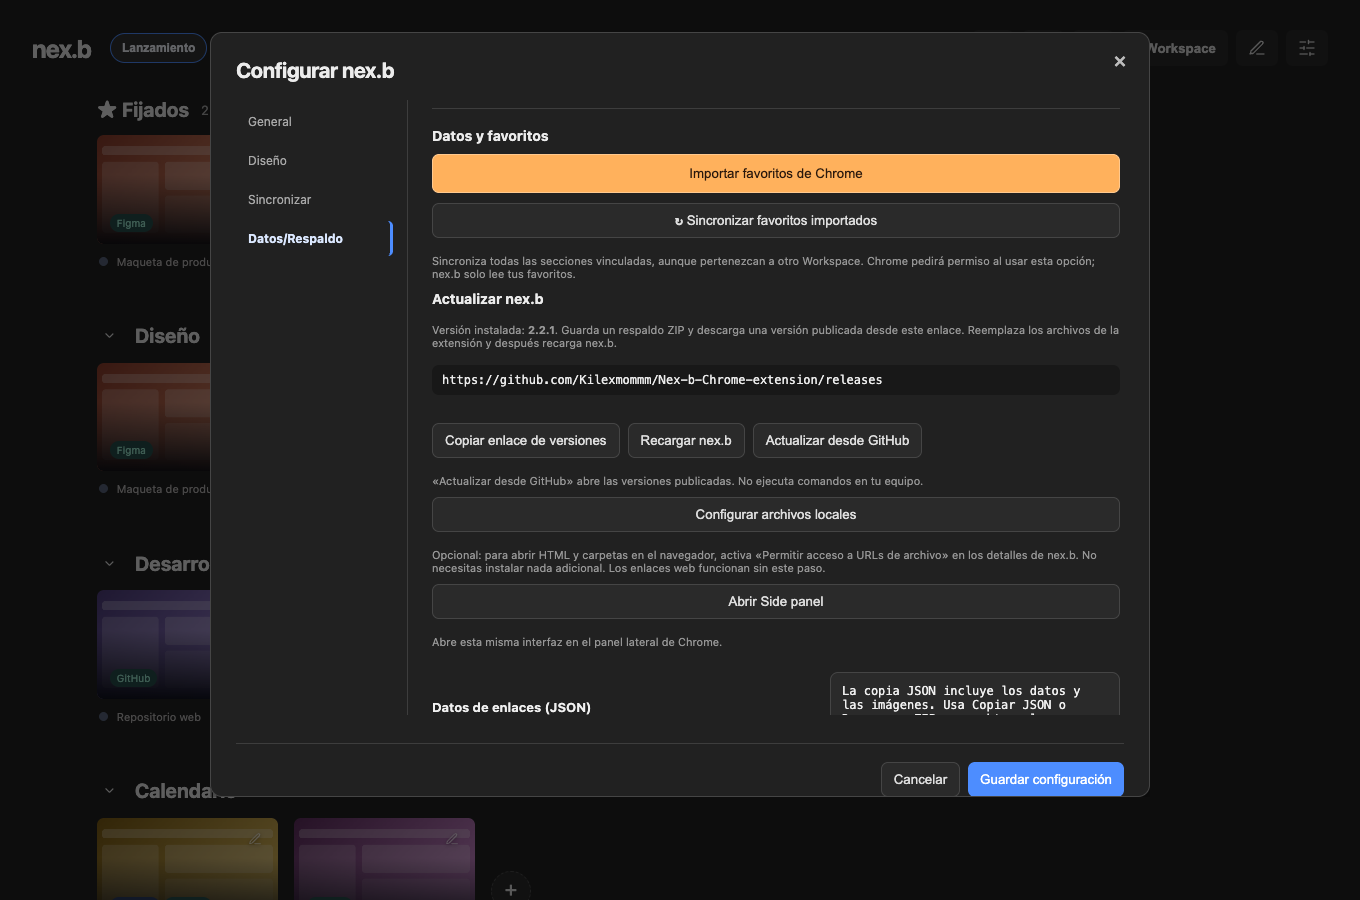 nex.b
Lanzamiento
Workspace
Configurar nex.b
×
General
Diseño
Sincronizar
Datos/Respaldo
Datos y favoritos
Importar favoritos de Chrome
↻ Sincronizar favoritos importados
Sincroniza todas las secciones vinculadas, aunque pertenezcan a otro Workspace. Chrome pedirá permiso al usar esta opción;
nex.b solo lee tus favoritos.
Actualizar nex.b
Versión instalada: 2.2.1. Guarda un respaldo ZIP y descarga una versión publicada desde este enlace. Reemplaza los archivos de la
extensión y después recarga nex.b.
https://github.com/Kilexmommm/Nex-b-Chrome-extension/releases
Copiar enlace de versiones
Recargar nex.b
Actualizar desde GitHub
«Actualizar desde GitHub» abre las versiones publicadas. No ejecuta comandos en tu equipo.
Configurar archivos locales
Opcional: para abrir HTML y carpetas en el navegador, activa «Permitir acceso a URLs de archivo» en los detalles de nex.b. No
necesitas instalar nada adicional. Los enlaces web funcionan sin este paso.
Abrir Side panel
Abre esta misma interfaz en el panel lateral de Chrome.
Datos de enlaces (JSON)
La copia JSON incluye los datos y
las imágenes. Usa Copiar JSON o
Cancelar
Guardar configuración
Fijados 2
Figma
Maqueta de produ
Diseño
Figma
Maqueta de produ
Desarro
GitHub
Repositorio web
Calendario
+